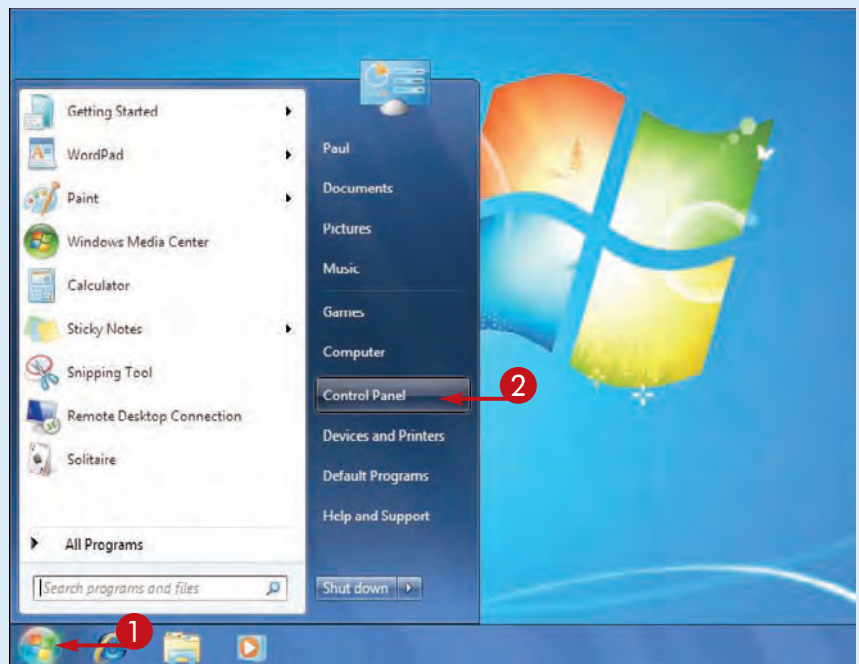 Getting Started
WordPad
Paint
Windows Media Center
Calculator
Sticky Notes
Snipping Tool
Remote Desktop Connection
Solitaire
All Programs
Search programs and files
Paul
Documents
Pictures
Music
Games
Computer
Control Panel
2
Devices and Printers
Default Programs
Help and Support
Shut down
1